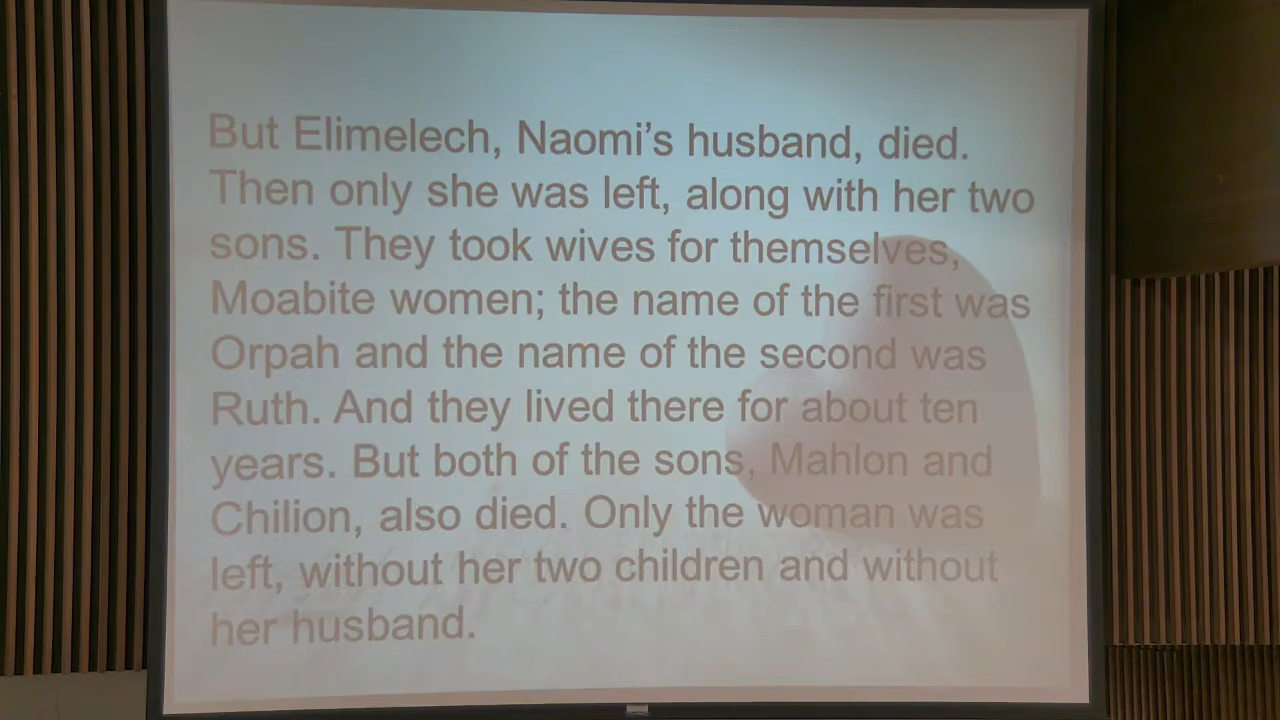 But Elimelech, Naomi’s husband, died.
Then only she was left, along with her two
sons. They took wives for themselves,
Moabite women; the name of the first was
Orpah and the name of the second was
Ruth. And they lived there for about ten
years. But both of the sons, Mahlon and
Chilion, also died. Only the woman was
left, without her two children and without
her husband.